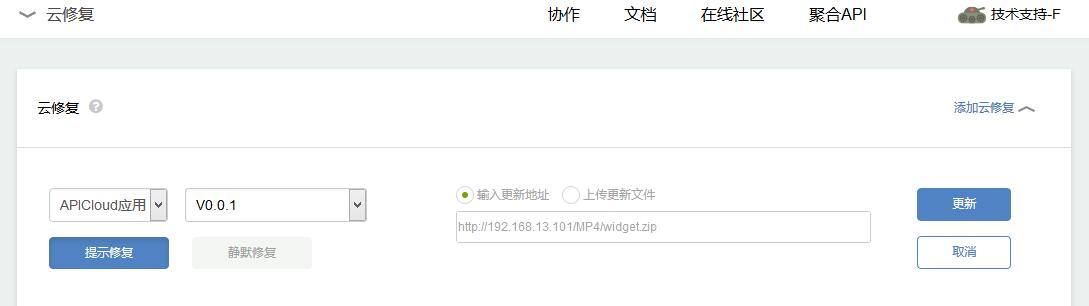 云修复 协作 文档 在线社区 聚合API 技术支持-F
云修复 ? 添加云修复
APICloud应用 V0.0.1 输入更新地址 上传更新文件 更新
http://192.168.13.101/MP4/widget.zip
提示修复 静默修复 取消